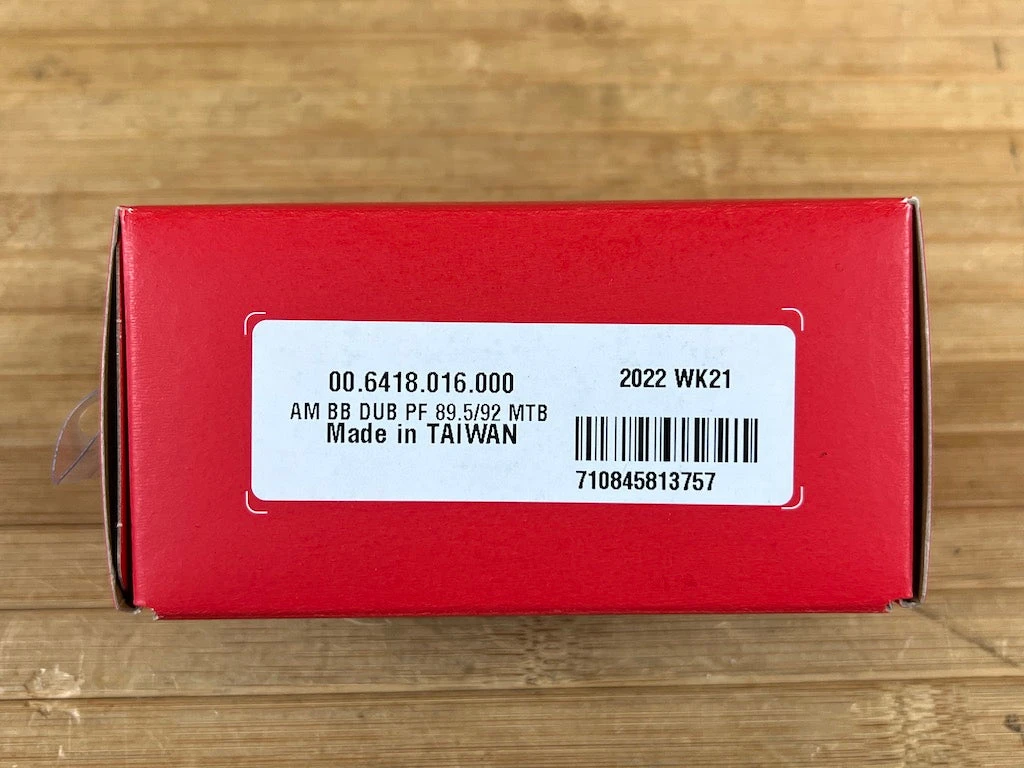 00.6418.016.000
AM BB DUB PF 89.5/92 MTB
Made in TAIWAN
2022 WK21
710845813757